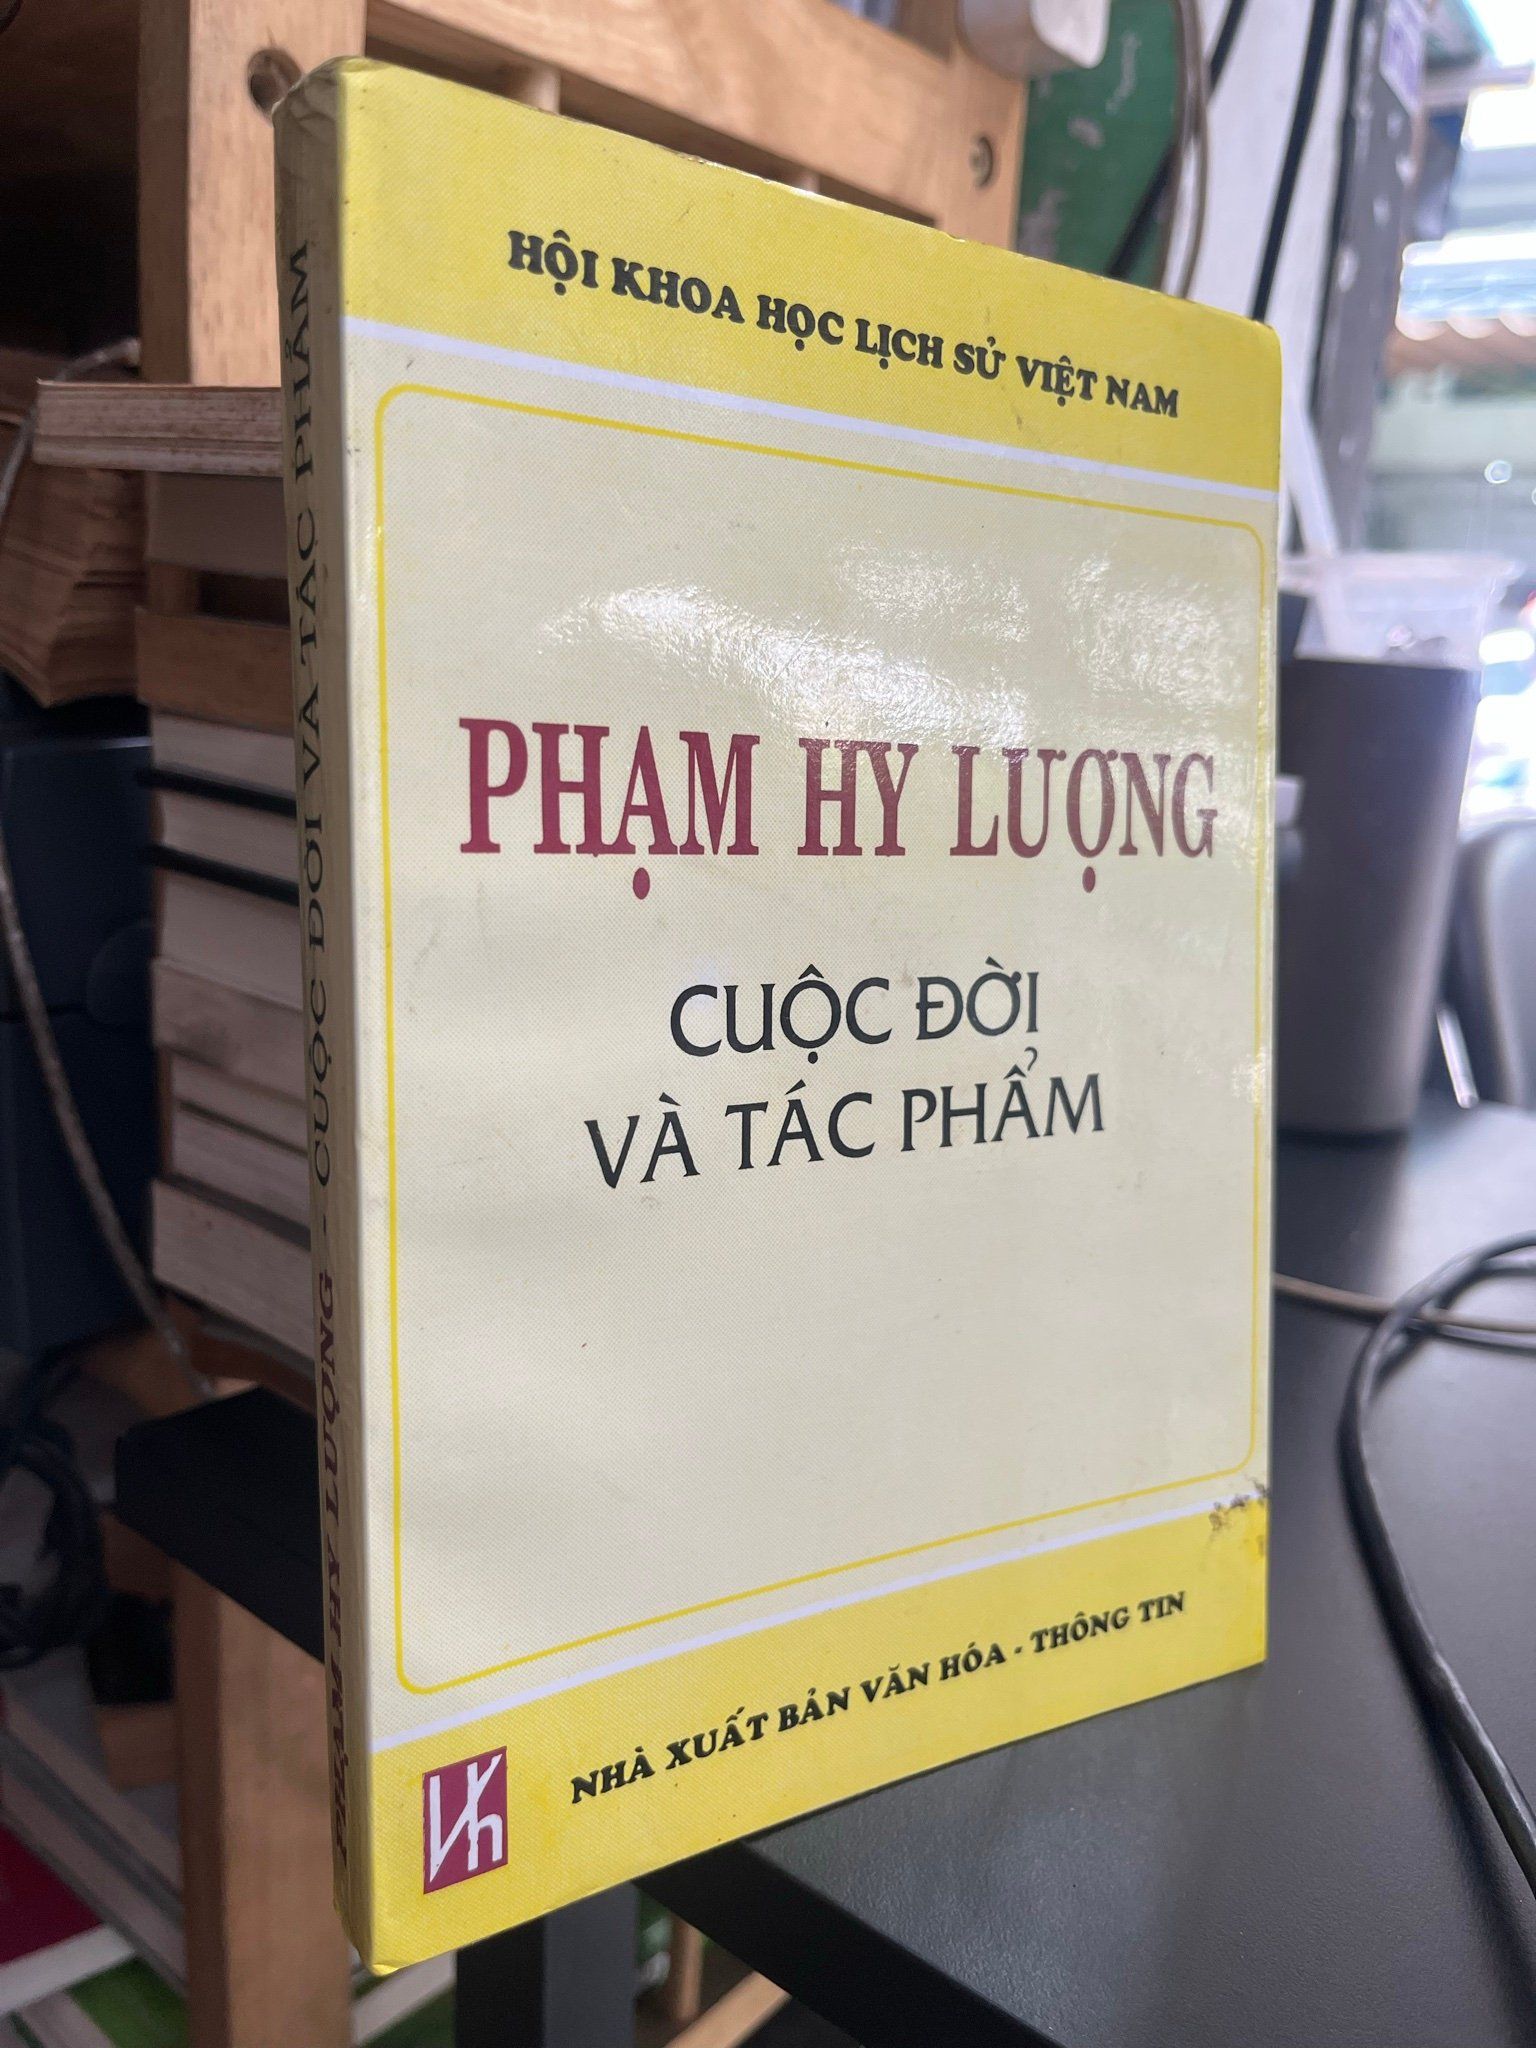 HỘI KHOA HỌC LỊCH SỬ VIỆT NAM
PHẠM HY LƯỢNG
CUỘC ĐỜI
VÀ TÁC PHẨM
NHÀ XUẤT BẢN VĂN HÓA - THÔNG TIN
Vh
PHẠM HY LƯỢNG - CUỘC ĐỜI VÀ TÁC PHẨM